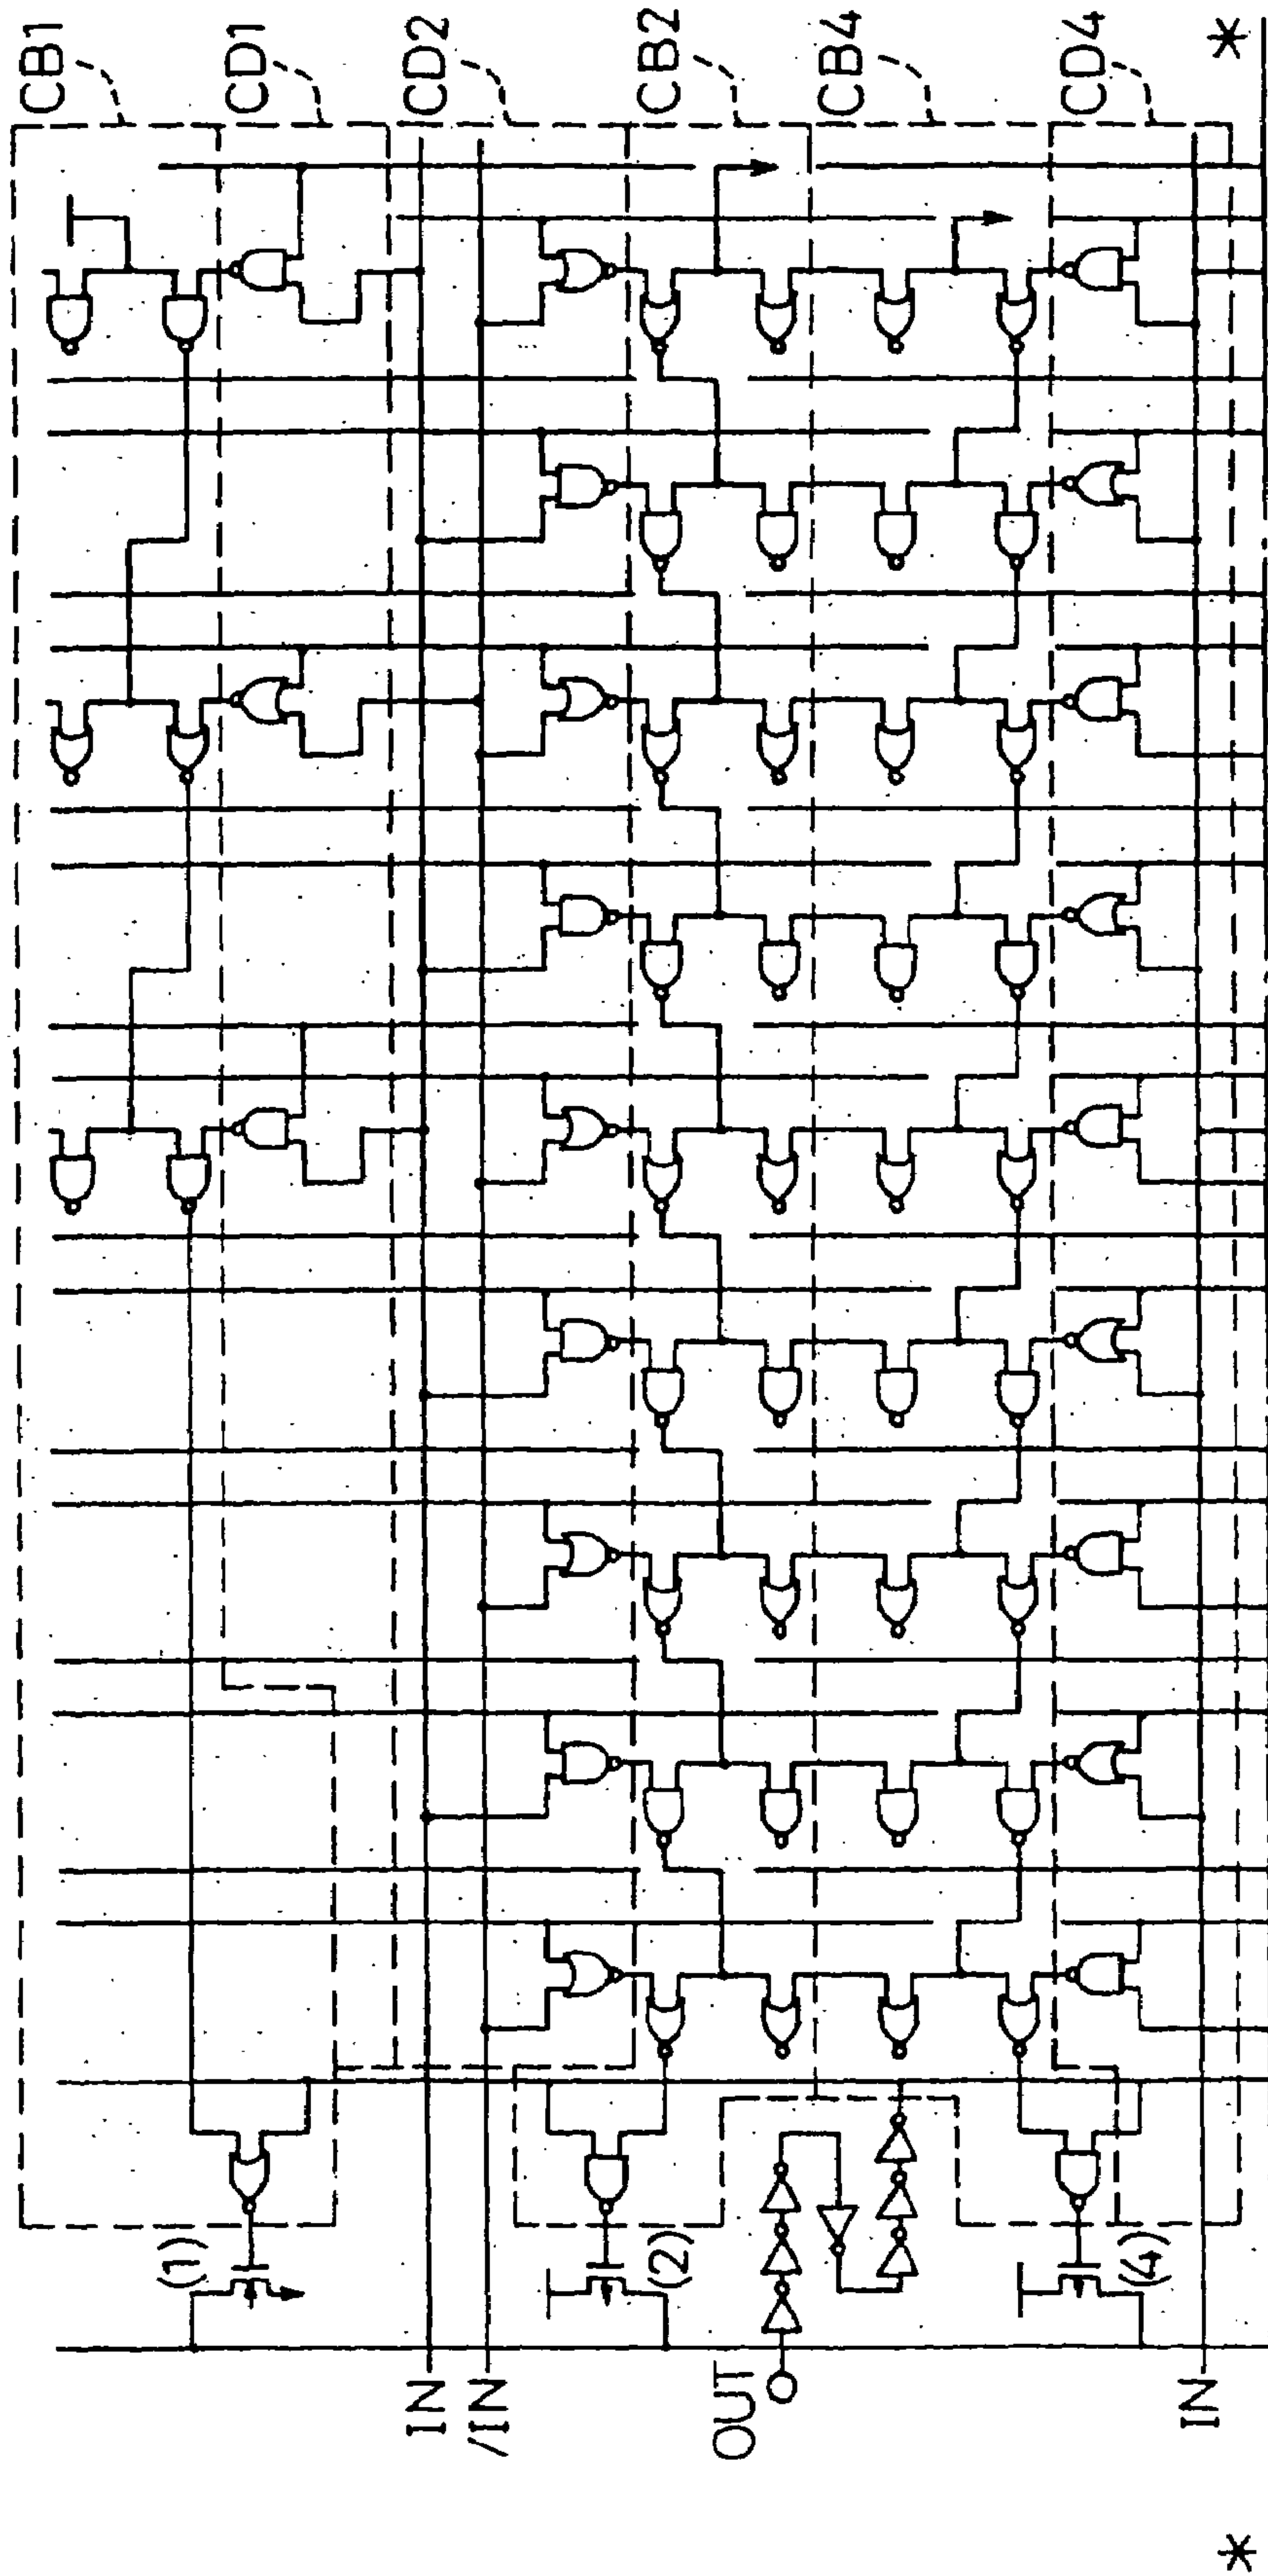 CB1
CD1
CD2
CB2
CB4
CD4
*
(1)
(2)
(4)
IN
/IN
OUT
IN
*